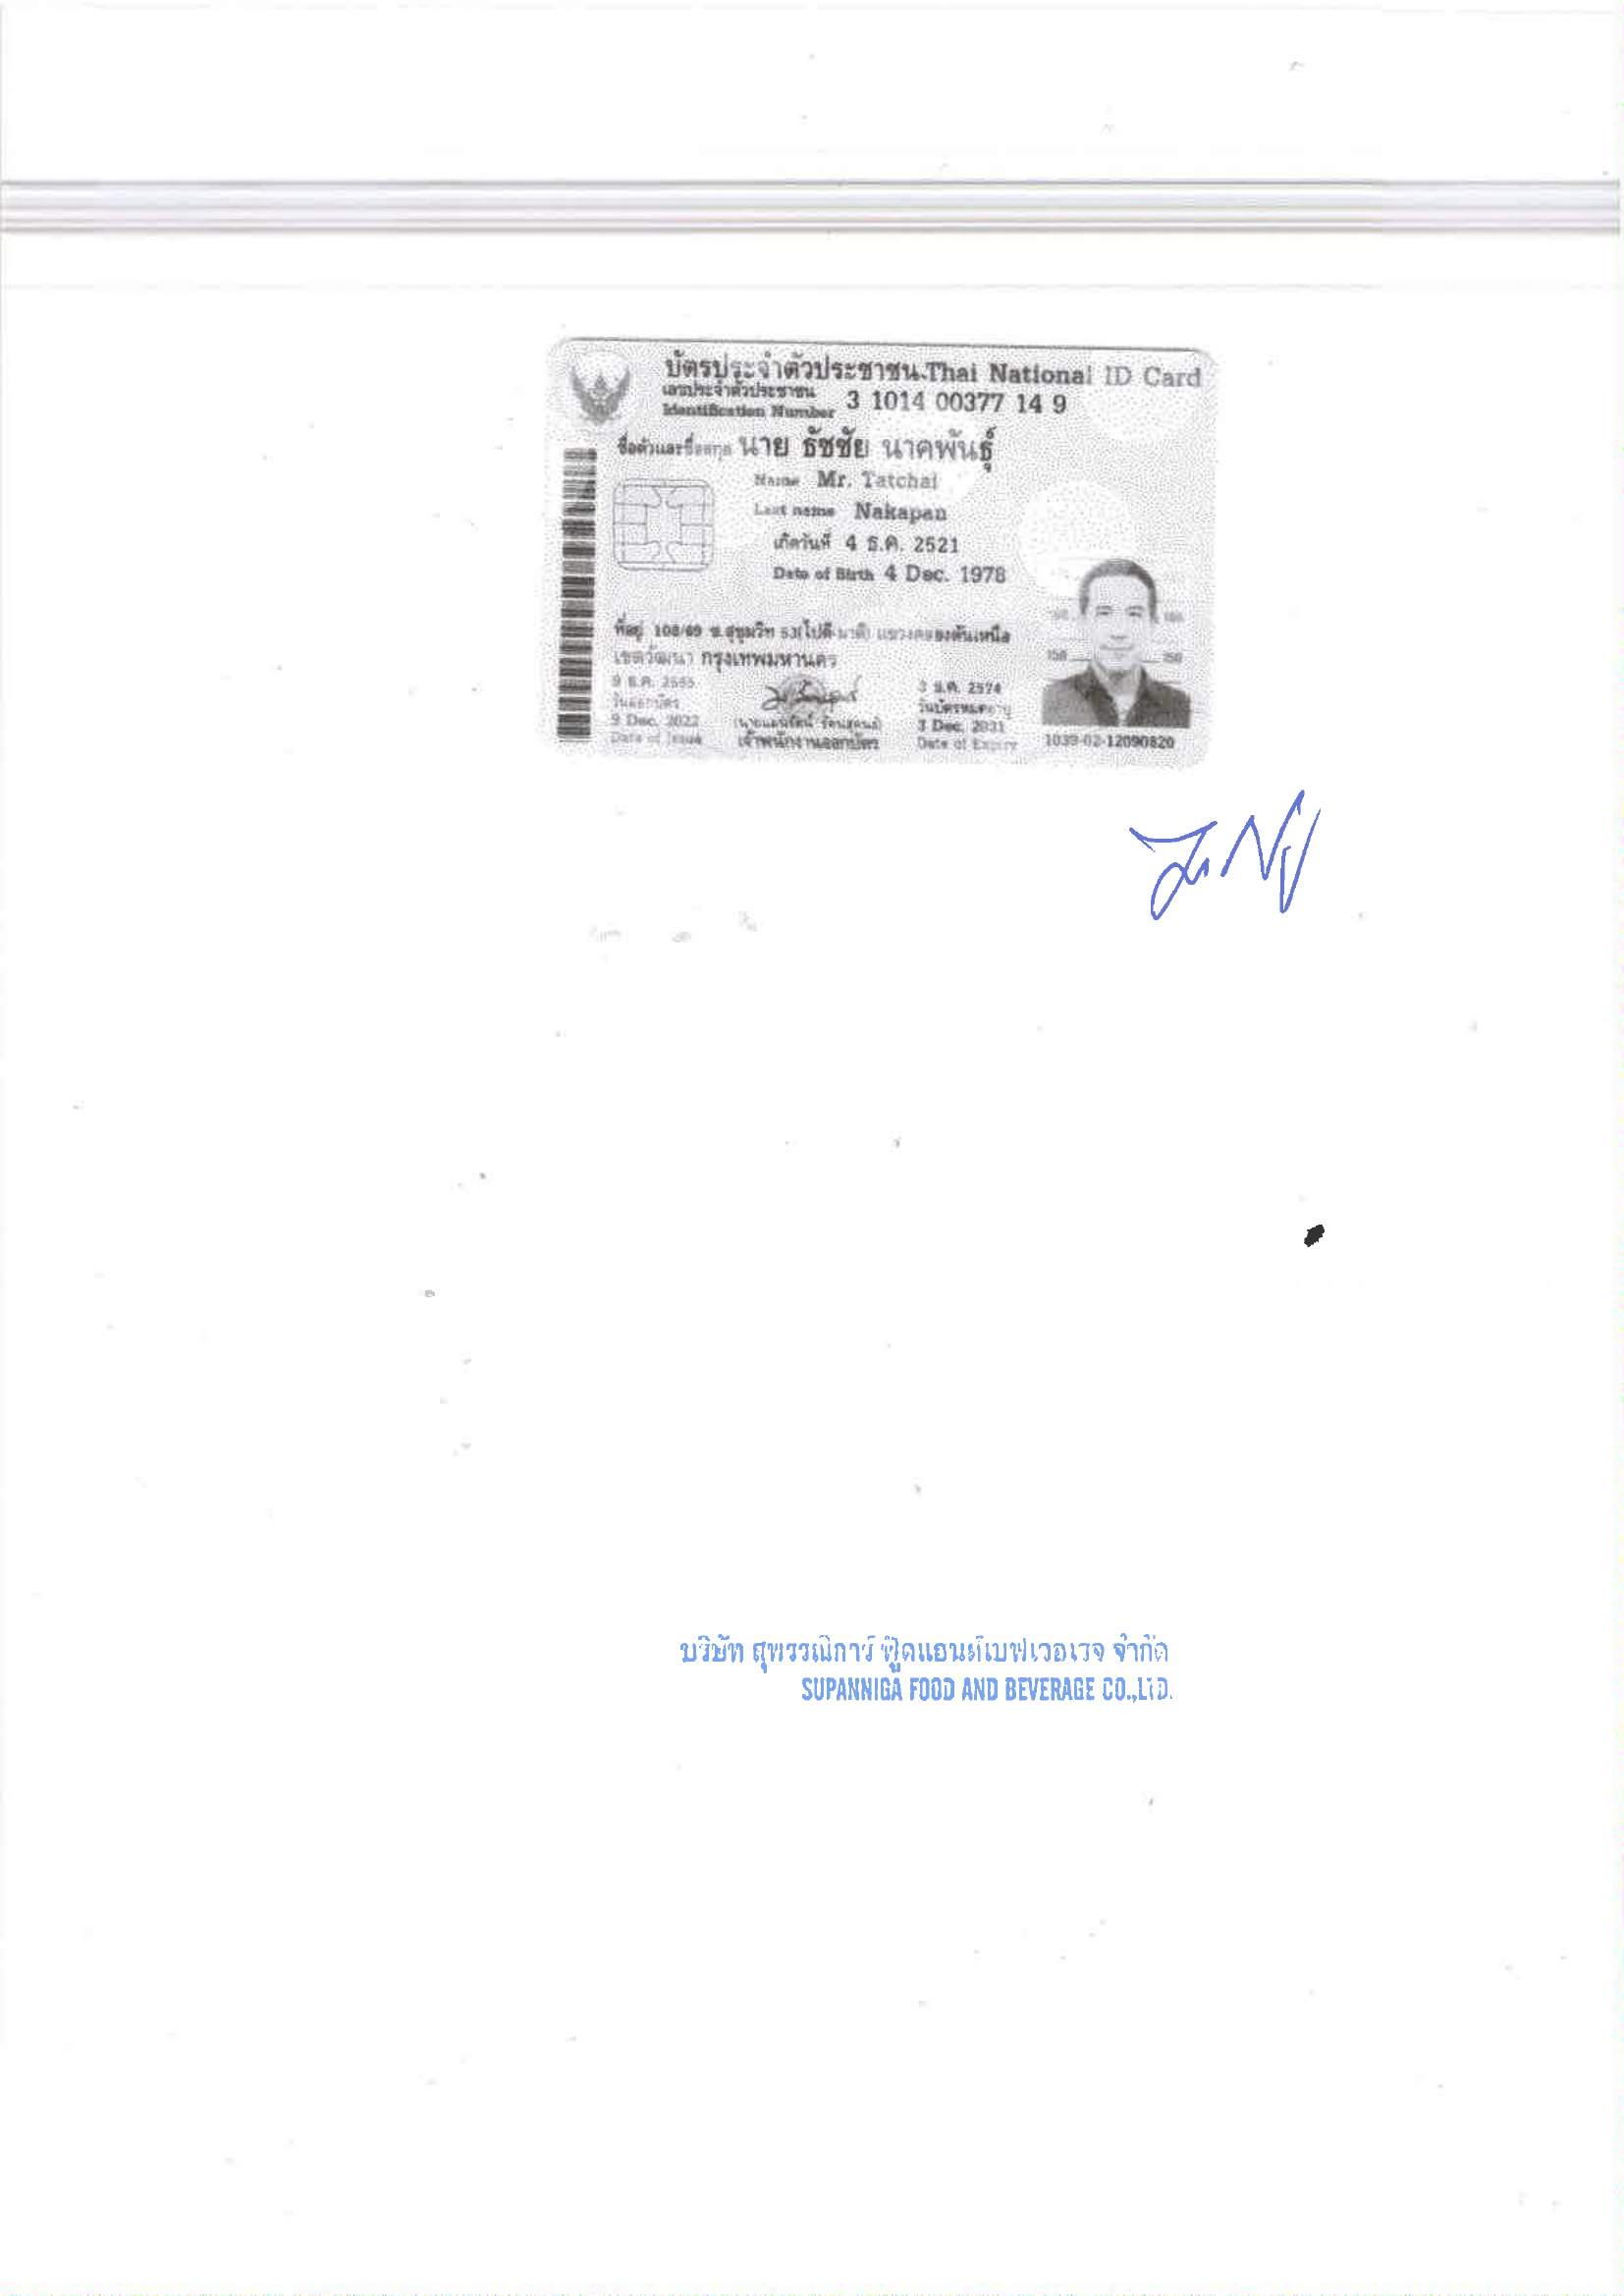 บัตรประจำตัวประชาชน Thai National ID Card
เลขประจำตัวประชาชน
Identification Number 3 1014 00377 14 9
ชื่อตัวและชื่อสกุล นาย ธัชชัย นาคพันธุ์
Name Mr. Tatchai
Last name Nakapan
เกิดวันที่ 4 ธ.ค. 2521
Date of Birth 4 Dec. 1978
ที่อยู่ 108/69 ซ.สุขุมวิท 53(ไปดี-มาดี) แขวงคลองตันเหนือ
เขตวัฒนา กรุงเทพมหานคร
9 ธ.ค. 2565
วันออกบัตร
9 Dec. 2022
Date of Issue
เจ้าพนักงานออกบัตร
3 ธ.ค. 2574
วันบัตรหมดอายุ
3 Dec. 2031
Date of Expiry
150 150
1039-02-12090820
บริษัท สุพรรณิการ์ ฟู้ดแอนด์เบฟเวอเรจ จำกัด
SUPANNIGA FOOD AND BEVERAGE CO.,LTD.